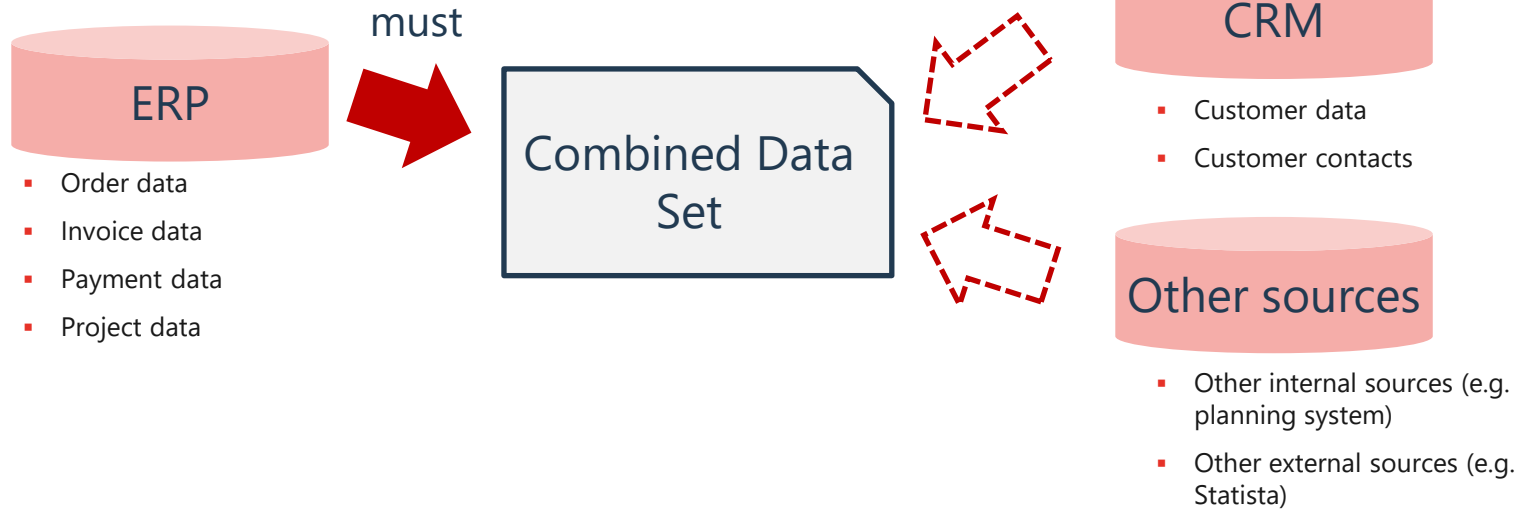 must
ERP
Order data
Invoice data
Payment data
Project data
Combined Data
Set
CRM
Customer data
Customer contacts
Other sources
Other internal sources (e.g.
planning system)
Other external sources (e.g.
Statista)